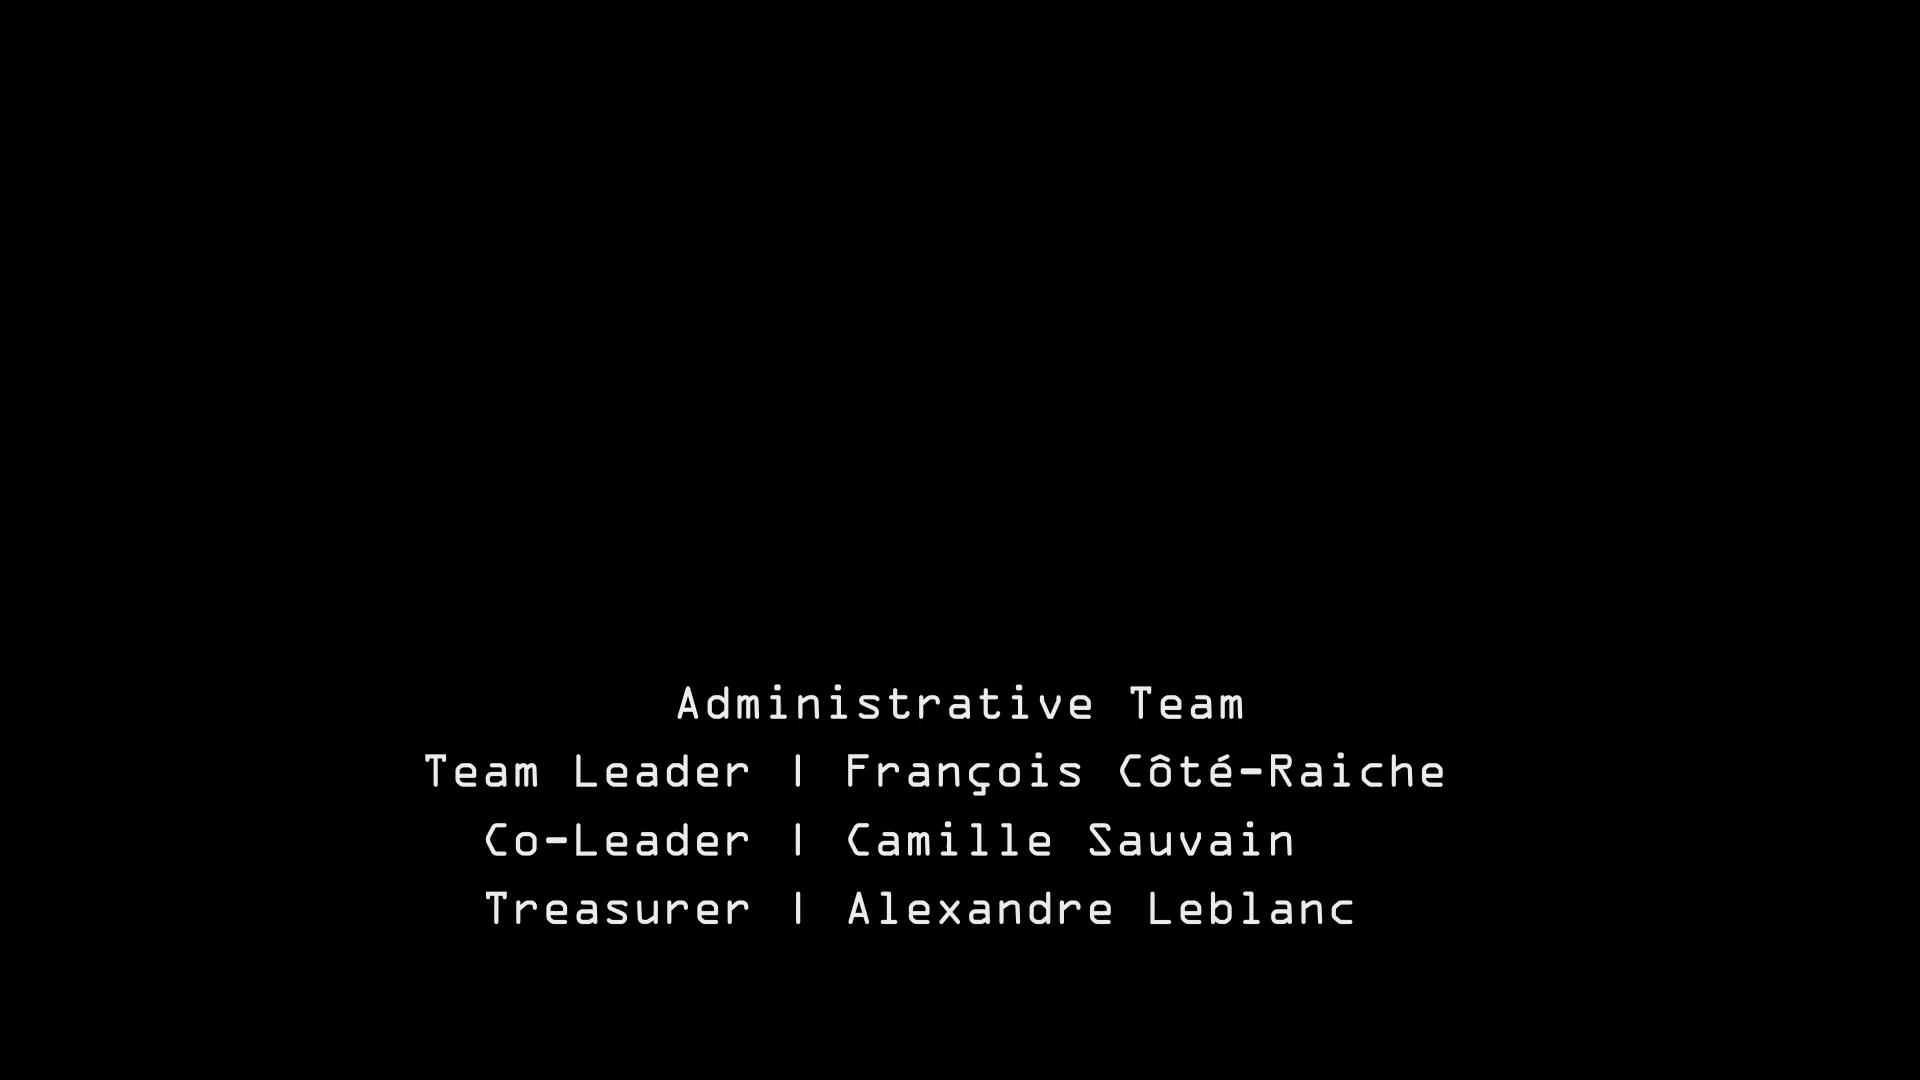 Administrative Team
Team Leader | François Côté-Raiche
Co-Leader | Camille Sauvain
Treasurer | Alexandre Leblanc